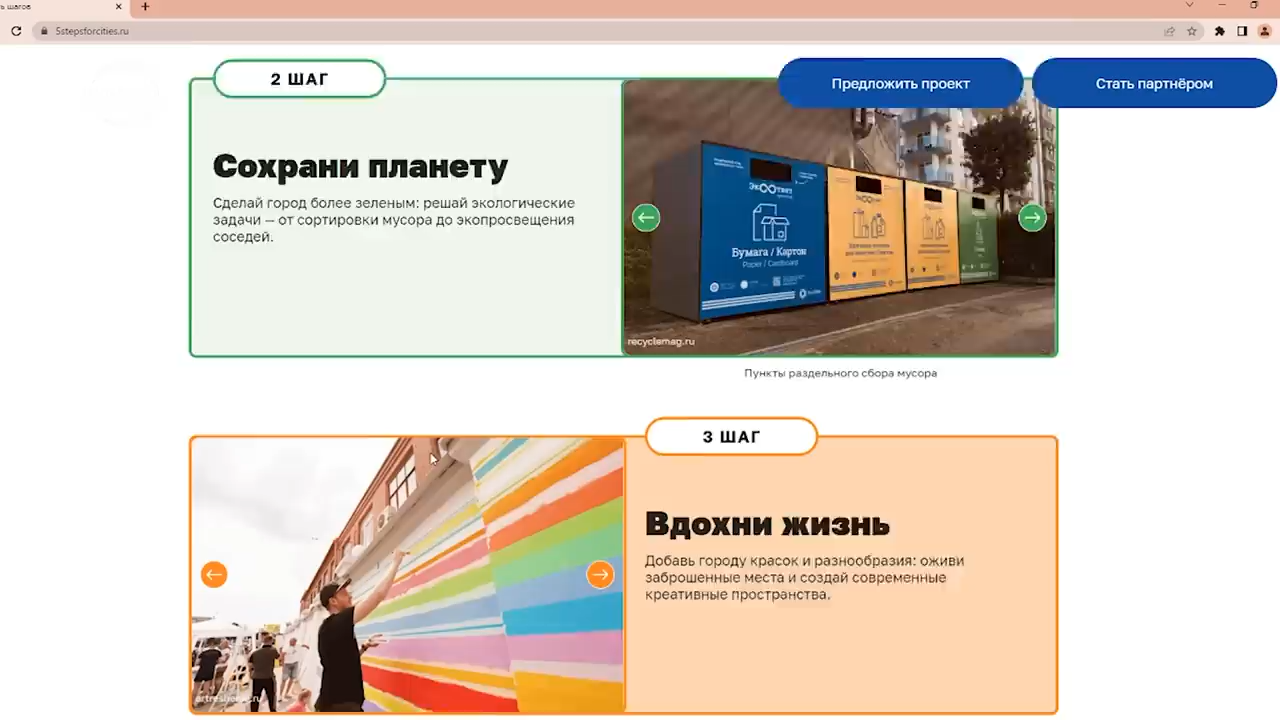 ь шагов
5stepsforcities.ru
2 ШАГ
Предложить проект
Стать партнёром
Сохрани планету
Сделай город более зеленым: решай экологические
задачи — от сортировки мусора до экопросвещения
соседей.
Бумага / Картон
Paper / Cardboard
recyclemag.ru
Пункты раздельного сбора мусора
3 ШАГ
Вдохни жизнь
Добавь городу красок и разнообразия: оживи
заброшенные места и создай современные
креативные пространства.